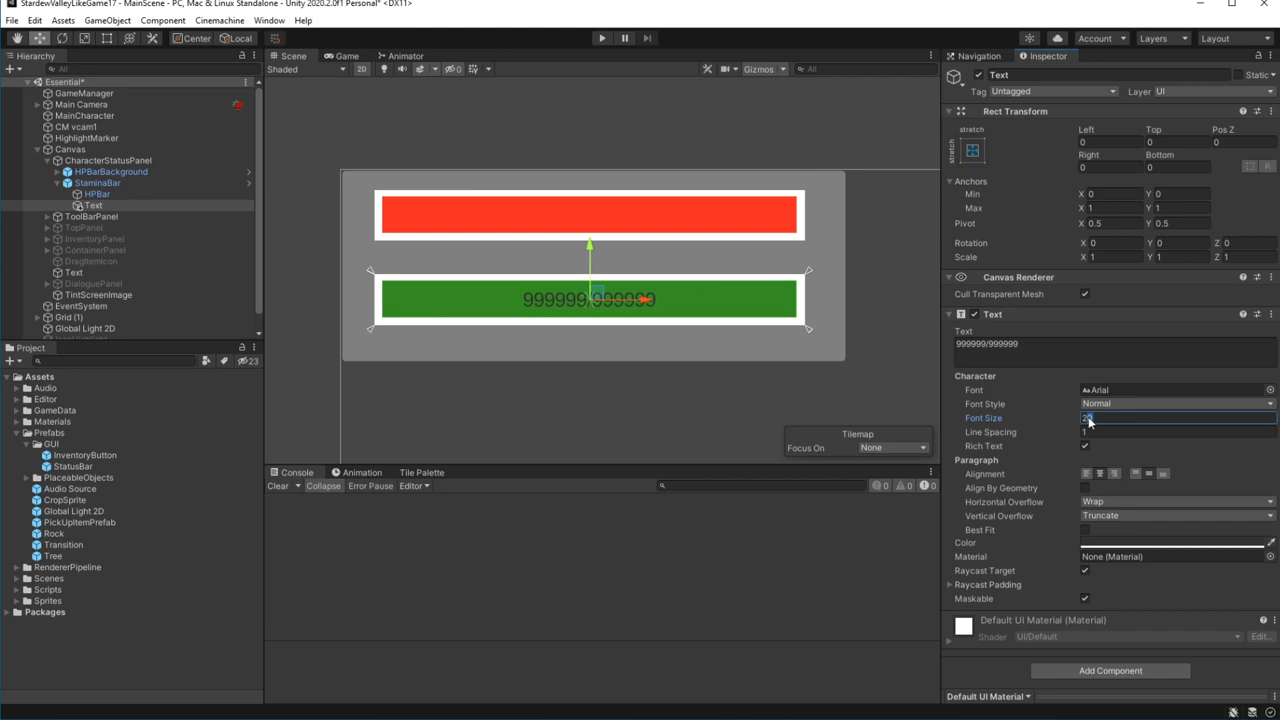 StardewValleyLikeGame17 - MainScene - PC, Mac & Linux Standalone - Unity 2020.2.0f1 Personal* <DX11>
File Edit Assets GameObject Component Cinemachine Window Help
Center Local Account Layers Layout
Hierarchy
All
Essential*
GameManager
Main Camera
MainCharacter
CM vcam1
HighlightMarker
Canvas
CharacterStatusPanel
HPBarBackground
StaminaBar
HPBar
Text
ToolBarPanel
TopPanel
InventoryPanel
ContainerPanel
DragItemIcon
Text
DialoguePanel
TintScreenImage
EventSystem
Grid (1)
Global Light 2D
Project
23
Assets
Audio
Editor
GameData
Materials
Prefabs
GUI
InventoryButton
StatusBar
PlaceableObjects
Audio Source
CropSprite
Global Light 2D
PickUpItemPrefab
Rock
Transition
Tree
RendererPipeline
Scenes
Scripts
Sprites
Packages
Scene Game Animator
Shaded 2D 0 Gizmos All
999999/999999
Tilemap
Focus On None
Console Animation Tile Palette
Clear Collapse Error Pause Editor 0 0 0
Navigation Inspector
Text Static
Tag Untagged Layer UI
Rect Transform
stretch
stretch
Left Top Pos Z
0 0 0
Right Bottom
0 0 R
Anchors
Min X 0 Y 0
Max X 1 Y 1
Pivot X 0.5 Y 0.5
Rotation X 0 Y 0 Z 0
Scale X 1 Y 1 Z 1
Canvas Renderer
Cull Transparent Mesh
Text
Text
999999/999999
Character
Font Arial
Font Style Normal
Font Size
Line Spacing 1
Rich Text
Paragraph
Alignment
Align By Geometry
Horizontal Overflow Wrap
Vertical Overflow Truncate
Best Fit
Color
Material None (Material)
Raycast Target
Raycast Padding
Maskable
Default UI Material (Material)
Shader UI/Default Edit...
Add Component
Default UI Material